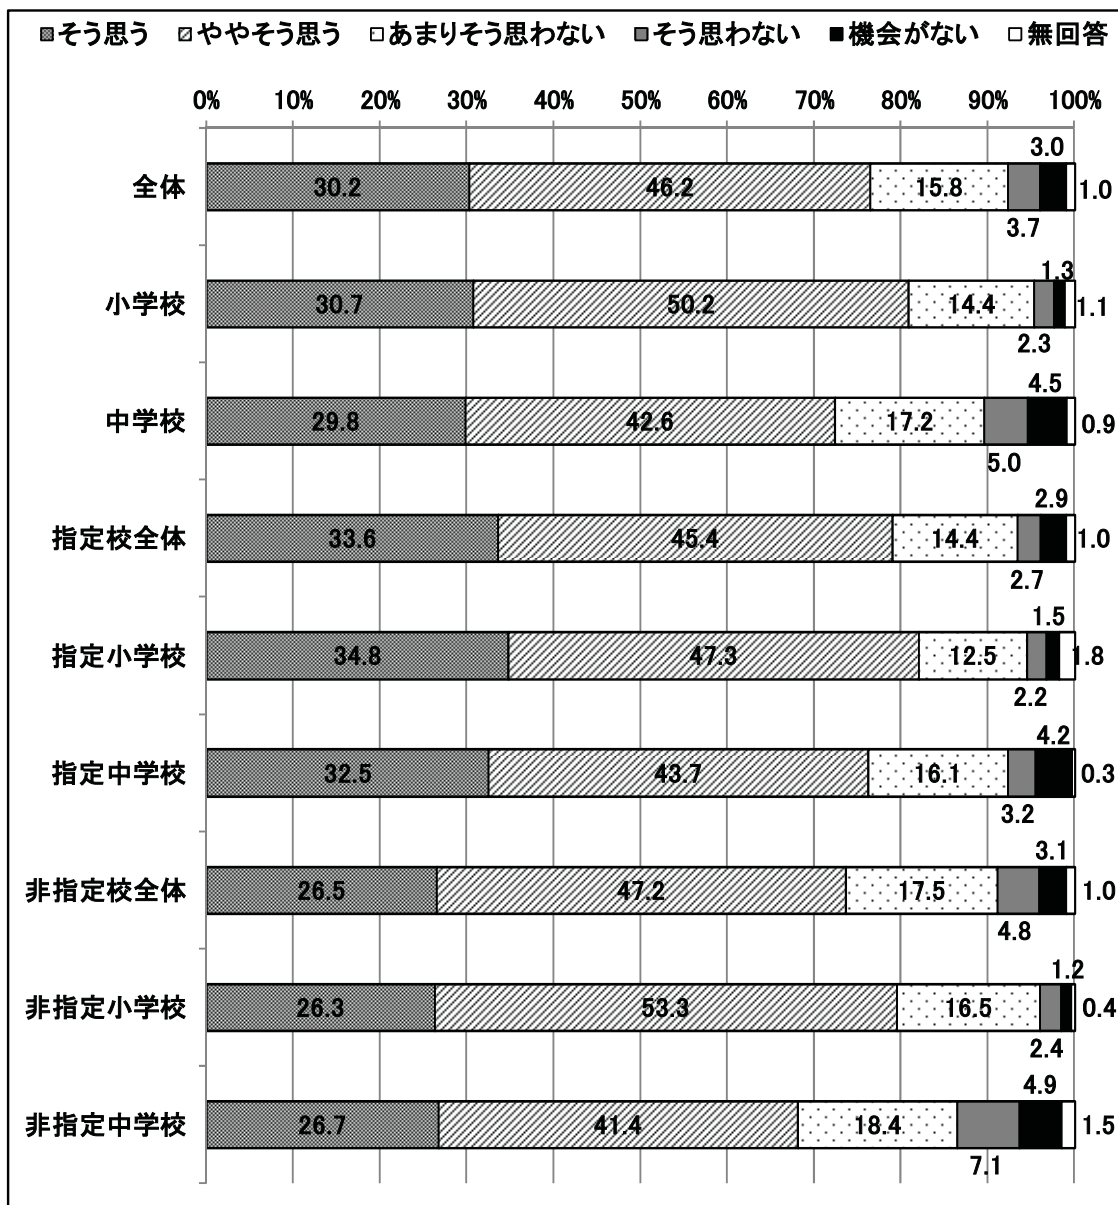 そう思う ややそう思う あまりそう思わない そう思わない 機会がない 無回答
0% 10% 20% 30% 40% 50% 60% 70% 80% 90% 100%
3.0
全体 30.2 46.2 15.8 1.0
3.7
1.3
小学校 30.7 50.2 14.4 1.1
2.3
4.5
中学校 29.8 42.6 17.2 0.9
5.0
2.9
指定校全体 33.6 45.4 14.4 1.0
2.7
1.5
指定小学校 34.8 47.3 12.5 1.8
2.2
4.2
指定中学校 32.5 43.7 16.1 0.3
3.2
3.1
非指定校全体 26.5 47.2 17.5 1.0
4.8
1.2
非指定小学校 26.3 53.3 16.5 0.4
2.4
4.9
非指定中学校 26.7 41.4 18.4 1.5
7.1